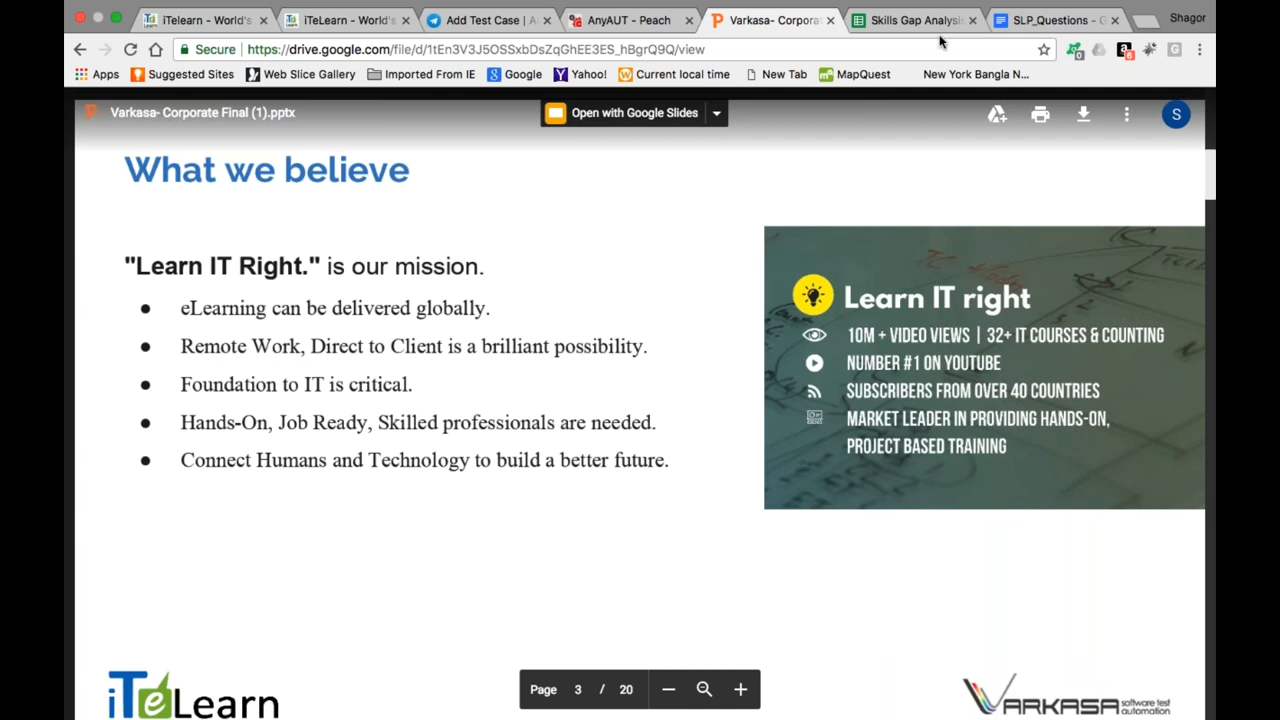 iTelearn - World's
iTeLearn - World's
Add Test Case | A
AnyAUT - Peach
Varkasa- Corporat
Skills Gap Analysis
SLP_Questions - G
Shagor
Secure
https://drive.google.com/file/d/1tEn3V3J5OSSxbDsZqGhEE3ES_hBgrQ9Q/view
Apps
Suggested Sites
Web Slice Gallery
Imported From IE
Google
Yahoo!
Current local time
New Tab
MapQuest
New York Bangla N...
Varkasa- Corporate Final (1).pptx
Open with Google Slides
S
What we believe
"Learn IT Right." is our mission.
● eLearning can be delivered globally.
● Remote Work, Direct to Client is a brilliant possibility.
● Foundation to IT is critical.
● Hands-On, Job Ready, Skilled professionals are needed.
● Connect Humans and Technology to build a better future.
Learn IT right
10M + VIDEO VIEWS | 32+ IT COURSES & COUNTING
NUMBER #1 ON YOUTUBE
SUBSCRIBERS FROM OVER 40 COUNTRIES
MARKET LEADER IN PROVIDING HANDS-ON,
PROJECT BASED TRAINING
iTeLearn
Page 3 / 20
VARKASA software test
automation